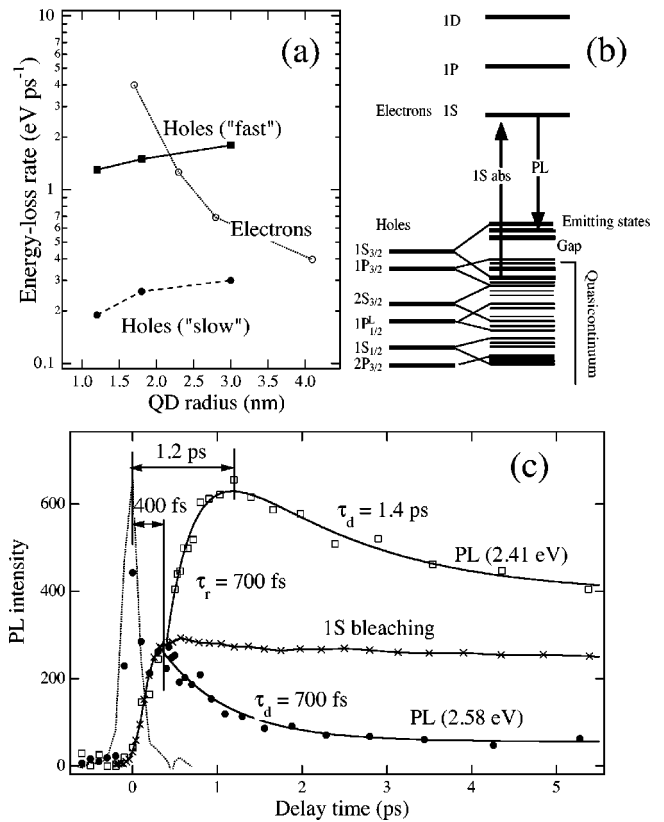 (a)
Energy-loss rate (eV ps⁻¹)
10
8
6
4
2
1
8
6
4
3
2
0.1
Holes ("fast")
Electrons
Holes ("slow")
1.0 1.5 2.0 2.5 3.0 3.5 4.0
QD radius (nm)
(b)
1D
1P
Electrons 1S
1S abs
PL
Holes
Emitting states
Gap
Quasicontinuum
1S3/2
1P3/2
2S3/2
1P^L 1/2
1S1/2
2P3/2
(c)
1.2 ps
400 fs
τr = 700 fs
τd = 1.4 ps
PL (2.41 eV)
1S bleaching
τd = 700 fs
PL (2.58 eV)
PL intensity
600
400
200
0
0 1 2 3 4 5
Delay time (ps)